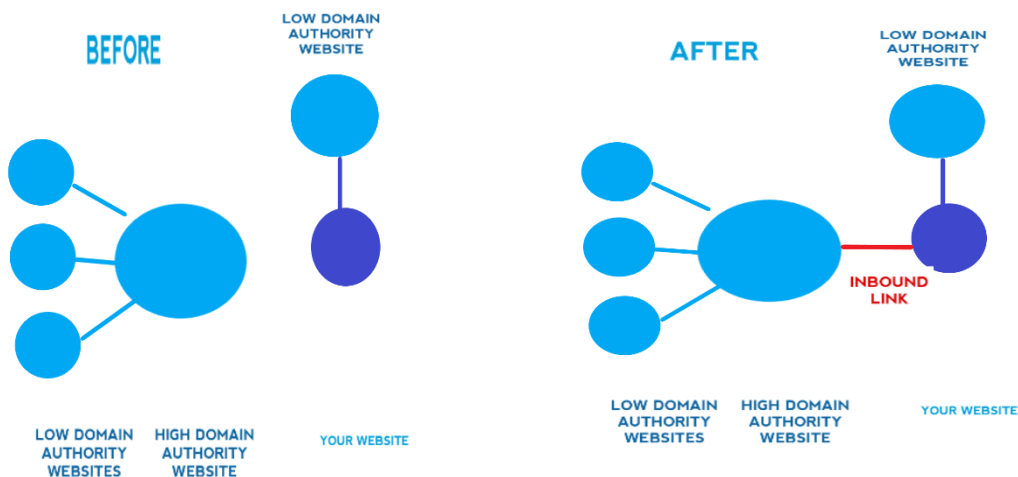 BEFORE
LOW DOMAIN
AUTHORITY
WEBSITE
LOW DOMAIN
AUTHORITY
WEBSITES
HIGH DOMAIN
AUTHORITY
WEBSITE
YOUR WEBSITE
AFTER
LOW DOMAIN
AUTHORITY
WEBSITE
INBOUND
LINK
LOW DOMAIN
AUTHORITY
WEBSITES
HIGH DOMAIN
AUTHORITY
WEBSITE
YOUR WEBSITE